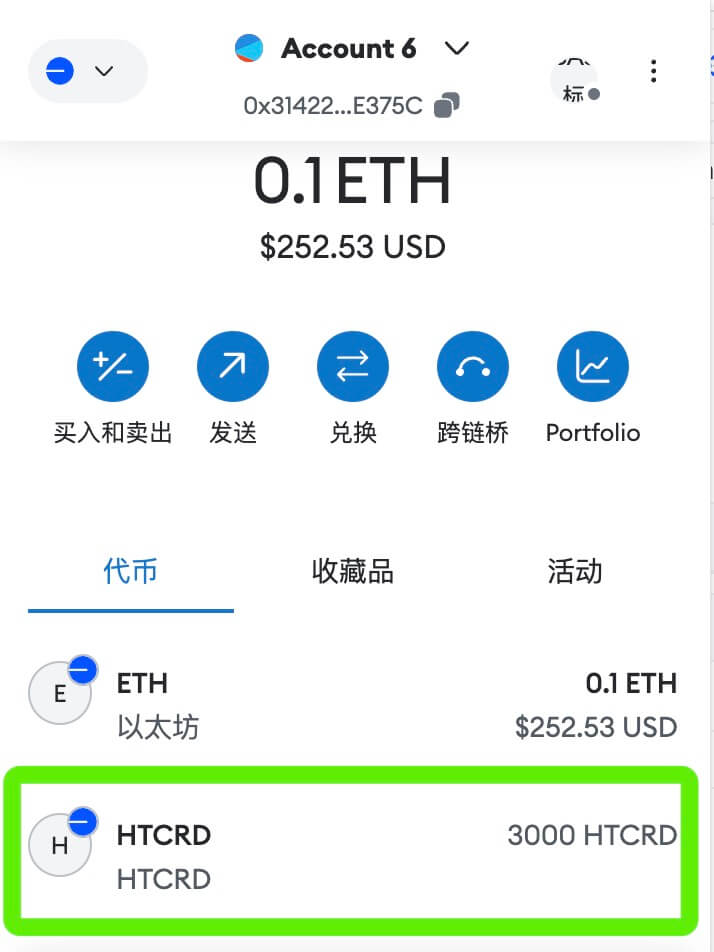 Account 6
0x31422...E375C
标
0.1 ETH
$252.53 USD
买入和卖出
发送
兑换
跨链桥
Portfolio
代币
收藏品
活动
E
ETH
0.1 ETH
以太坊
$252.53 USD
H
HTCRD
3000 HTCRD
HTCRD